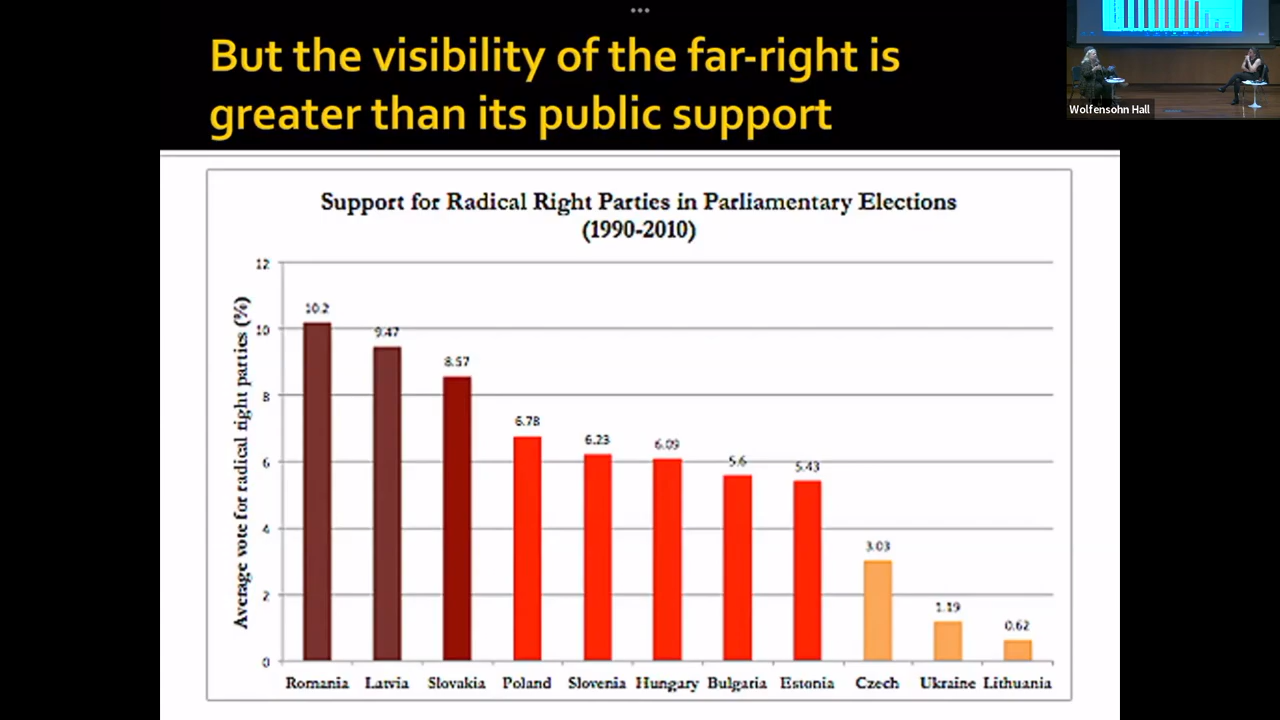 But the visibility of the far-right is
greater than its public support
Wolfensohn Hall
Support for Radical Right Parties in Parliamentary Elections
(1990-2010)
Average vote for radical right parties (%)
12
10
8
6
4
2
0
10.2
9.47
8.57
6.78
6.23
6.09
5.6
5.43
3.03
1.19
0.62
Romania
Latvia
Slovakia
Poland
Slovenia
Hungary
Bulgaria
Estonia
Czech
Ukraine
Lithuania